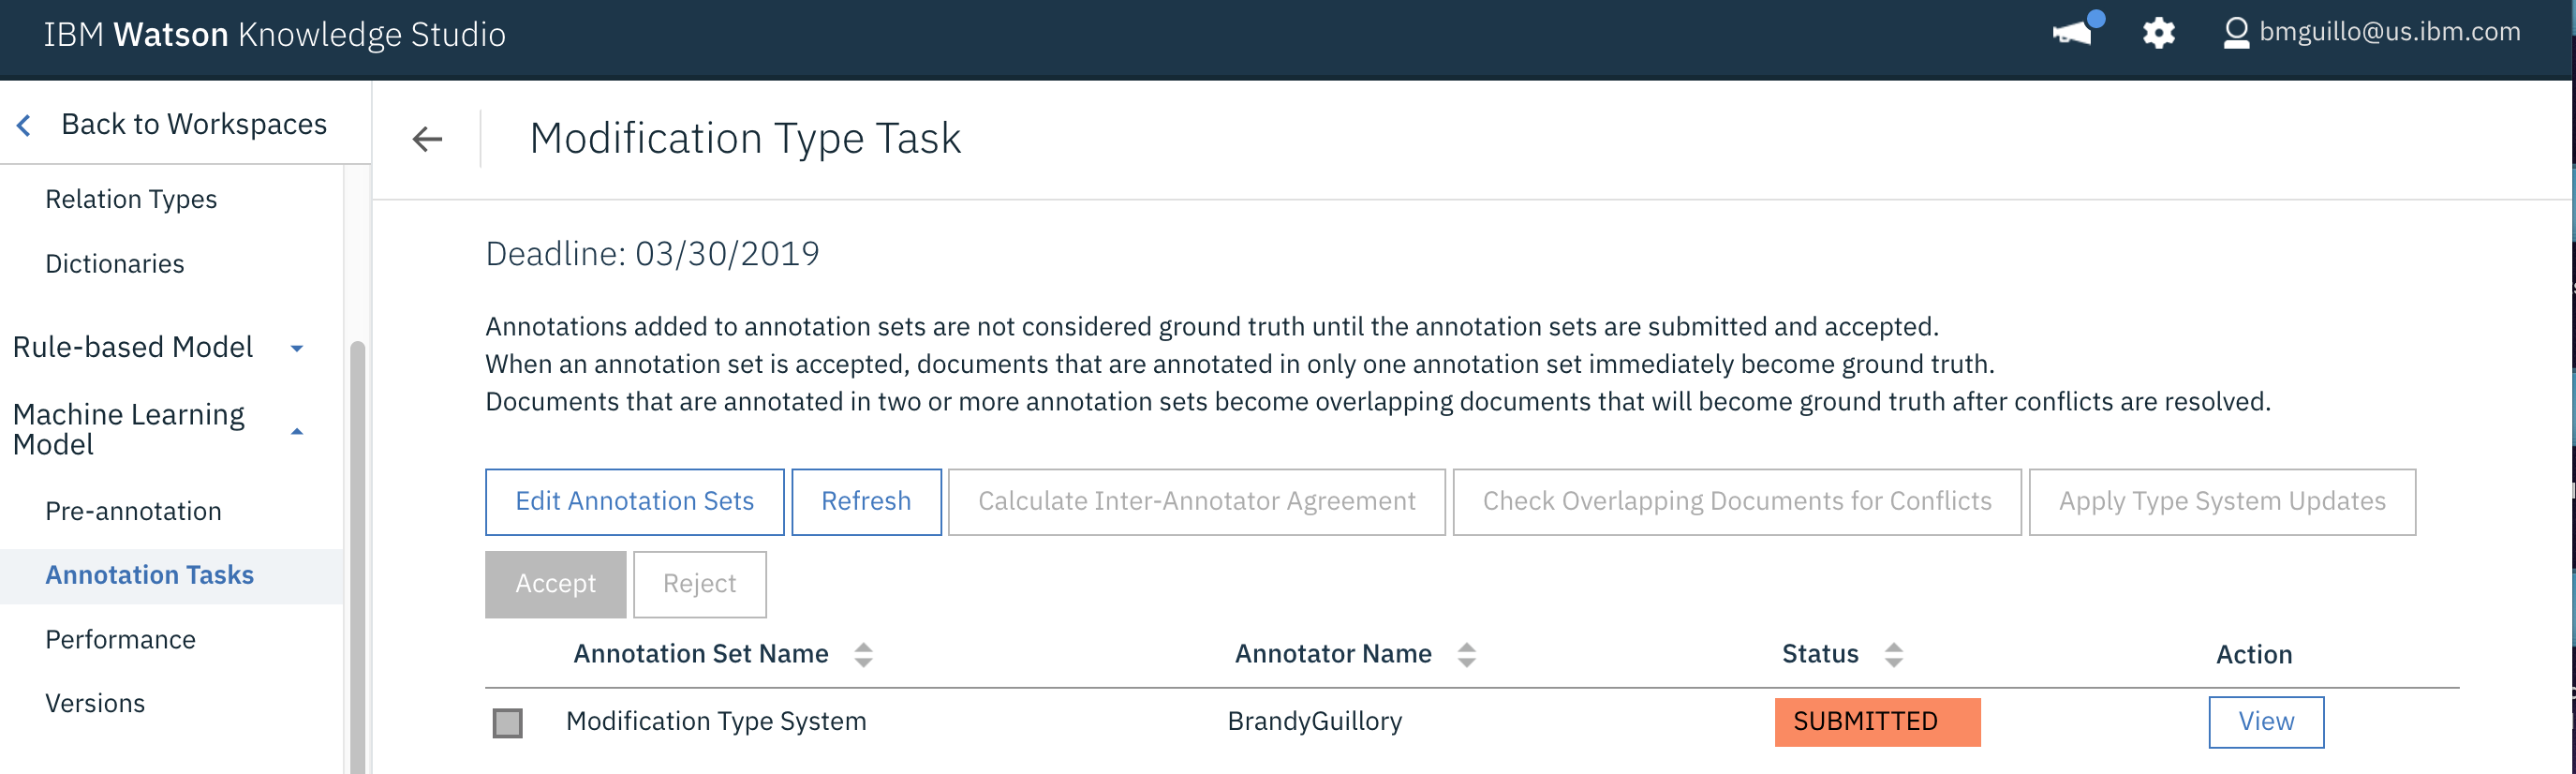 IBM Watson Knowledge Studio
bmguillo@us.ibm.com
Back to Workspaces
Relation Types
Dictionaries
Rule-based Model
Machine Learning
Model
Pre-annotation
Annotation Tasks
Performance
Versions
Modification Type Task
Deadline: 03/30/2019
Annotations added to annotation sets are not considered ground truth until the annotation sets are submitted and accepted.
When an annotation set is accepted, documents that are annotated in only one annotation set immediately become ground truth.
Documents that are annotated in two or more annotation sets become overlapping documents that will become ground truth after conflicts are resolved.
Edit Annotation Sets Refresh Calculate Inter-Annotator Agreement Check Overlapping Documents for Conflicts Apply Type System Updates
Accept Reject
Annotation Set Name Annotator Name Status Action
Modification Type System BrandyGuillory SUBMITTED View